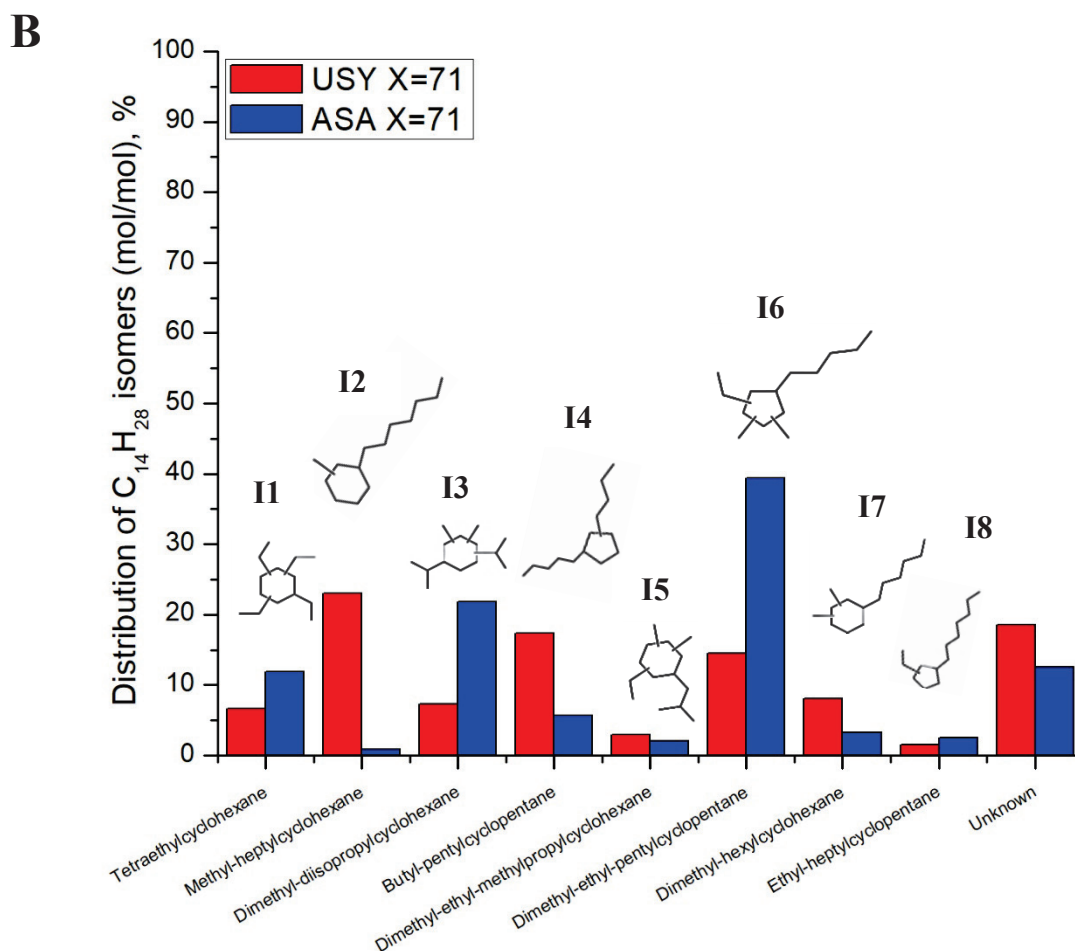 B
Distribution of C₁₄H₂₈ isomers (mol/mol), %
100
90
80
70
60
50
40
30
20
10
0
USY X=71
ASA X=71
I1
I2
I3
I4
I5
I6
I7
I8
Tetraethylcyclohexane
Methyl-heptylcyclohexane
Dimethyl-diisopropylcyclohexane
Butyl-pentylcyclopentane
Dimethyl-ethyl-methylpropylcyclohexane
Dimethyl-ethyl-pentylcyclopentane
Dimethyl-hexylcyclohexane
Ethyl-heptylcyclopentane
Unknown